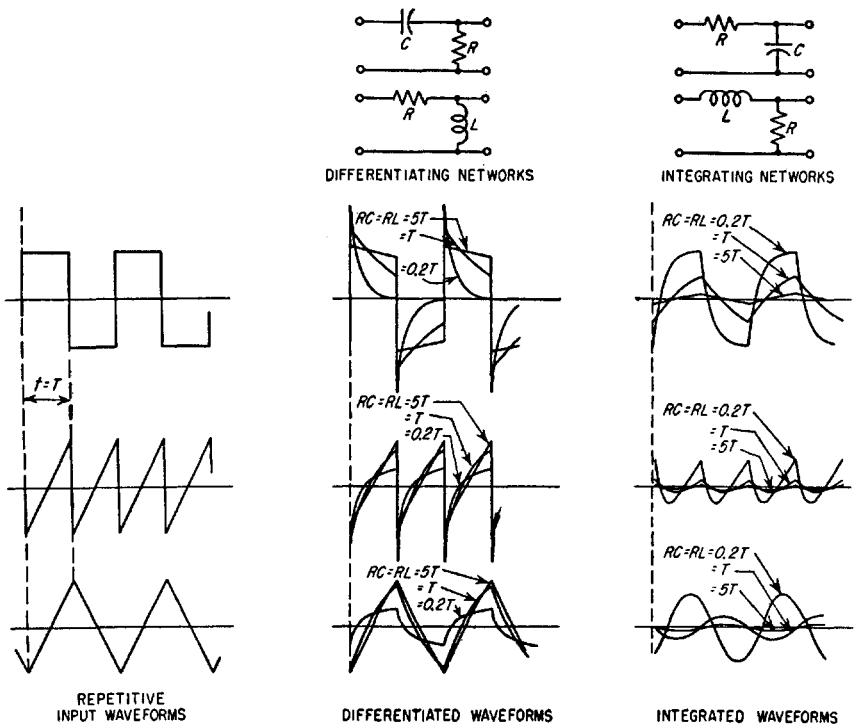 C
R
R
L
DIFFERENTIATING NETWORKS
R
C
L
R
INTEGRATING NETWORKS
RC=RL=5T
=T
=0.2T
RC=RL=0.2T
=T
=5T
t=T
RC=RL=5T
=T
=0.2T
RC=RL=0.2T
=T
=5T
RC=RL=5T
=T
=0.2T
RC=RL=0.2T
=T
=5T
REPETITIVE
INPUT WAVEFORMS
DIFFERENTIATED WAVEFORMS
INTEGRATED WAVEFORMS